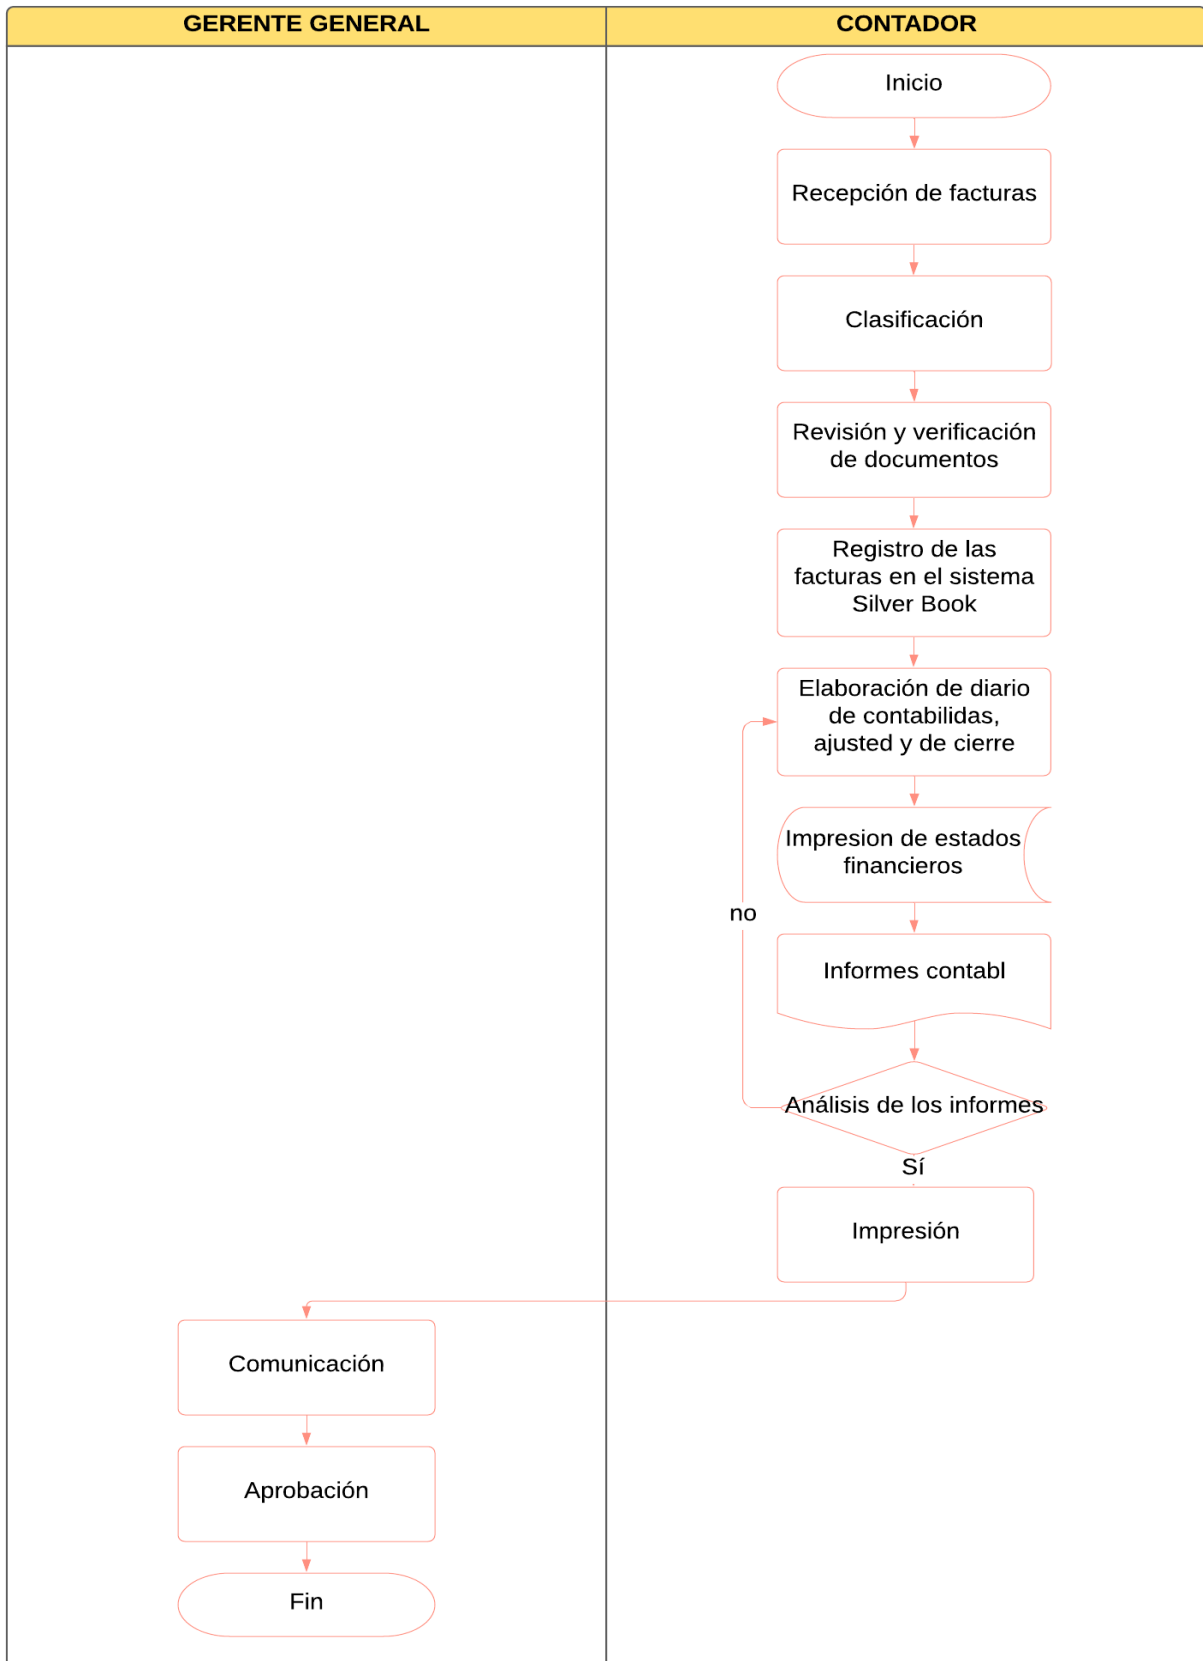 GERENTE GENERAL
CONTADOR
Inicio
Recepción de facturas
Clasificación
Revisión y verificación
de documentos
Registro de las
facturas en el sistema
Silver Book
Elaboración de diario
de contabilidas,
ajusted y de cierre
Impresion de estados
financieros
no
Informes contabl
Análisis de los informes
Sí
Impresión
Comunicación
Aprobación
Fin